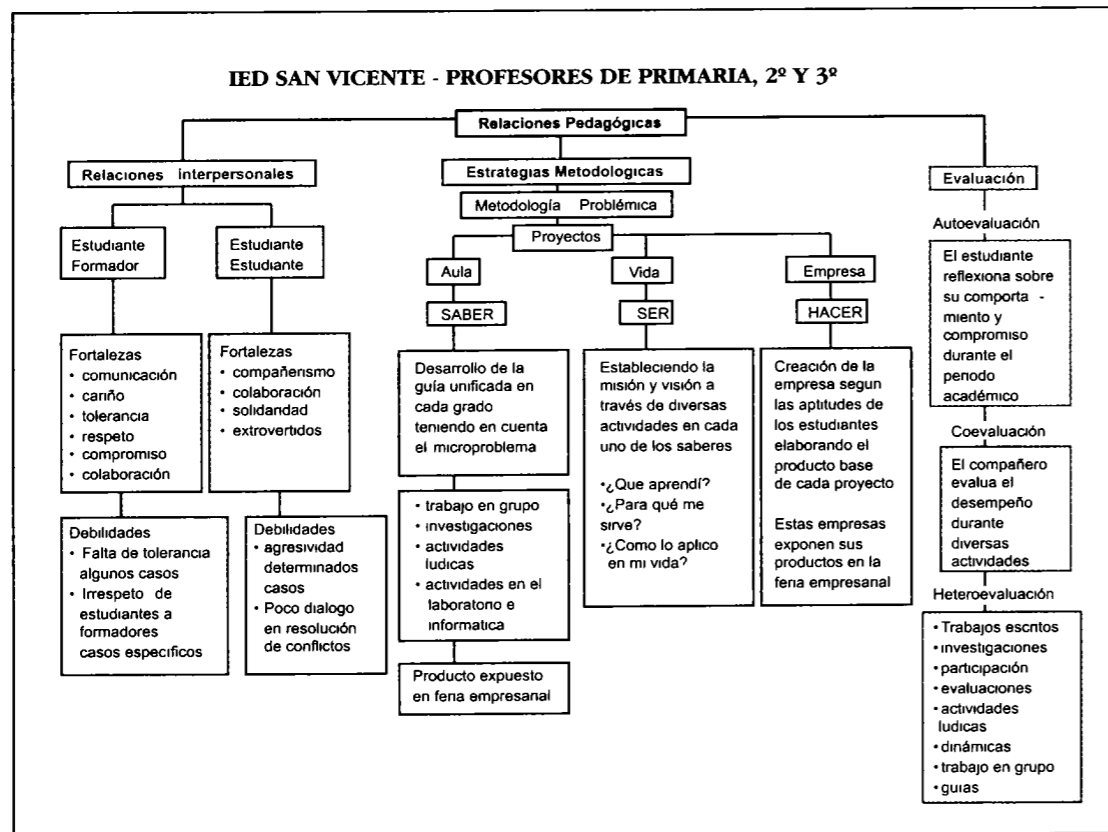 IED SAN VICENTE - PROFESORES DE PRIMARIA, 2º Y 3º
Relaciones Pedagógicas
Relaciones interpersonales
Estudiante
Formador
Fortalezas
• comunicación
• cariño
• tolerancia
• respeto
• compromiso
• colaboración
Debilidades
• Falta de tolerancia
algunos casos
• Irrespeto de
estudiantes a
formadores
casos especificos
Estudiante
Estudiante
Fortalezas
• compañerismo
• colaboración
• solidaridad
• extrovertidos
Debilidades
• agresividad
determinados
casos
• Poco dialogo
en resolución
de conflictos
Estrategias Metodologicas
Metodología Problémica
Proyectos
Aula
SABER
Desarrollo de la
guía unificada en
cada grado
teniendo en cuenta
el microproblema
• trabajo en grupo
• investigaciones
• actividades
ludicas
• actividades en el
laboratorio e
informatica
Producto expuesto
en feria empresarial
Vida
SER
Estableciendo la
misión y visión a
través de diversas
actividades en cada
uno de los saberes
•¿Que aprendí?
•¿Para qué me
sirve?
•¿Como lo aplico
en mi vida?
Empresa
HACER
Creación de la
empresa segun
las aptitudes de
los estudiantes
elaborando el
producto base
de cada proyecto
Estas empresas
exponen sus
productos en la
feria empresarial
Evaluación
Autoevaluación
El estudiante
reflexiona sobre
su comporta -
miento y
compromiso
durante el
periodo
académico
Coevaluación
El compañero
evalua el
desempeño
durante
diversas
actividades
Heteroevaluación
• Trabajos escritos
• investigaciones
• participación
• evaluaciones
• actividades
ludicas
• dinámicas
• trabajo en grupo
• guias